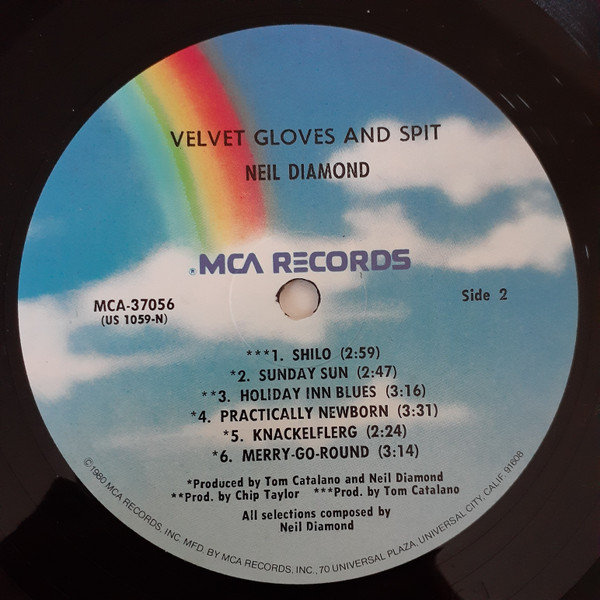 VELVET GLOVES AND SPIT
NEIL DIAMOND
®MCA RECORDS
MCA-37056
(US 1059-N)
Side 2
***1. SHILO (2:59)
*2. SUNDAY SUN (2:47)
**3. HOLIDAY INN BLUES (3:16)
*4. PRACTICALLY NEWBORN (3:31)
*5. KNACKELFLERG (2:24)
*6. MERRY-GO-ROUND (3:14)
*Produced by Tom Catalano and Neil Diamond
**Prod. by Chip Taylor ***Prod. by Tom Catalano
All selections composed by
Neil Diamond
©1980 MCA RECORDS, INC. MFD. BY MCA RECORDS, INC., 70 UNIVERSAL PLAZA, UNIVERSAL CITY, CALIF. 91608